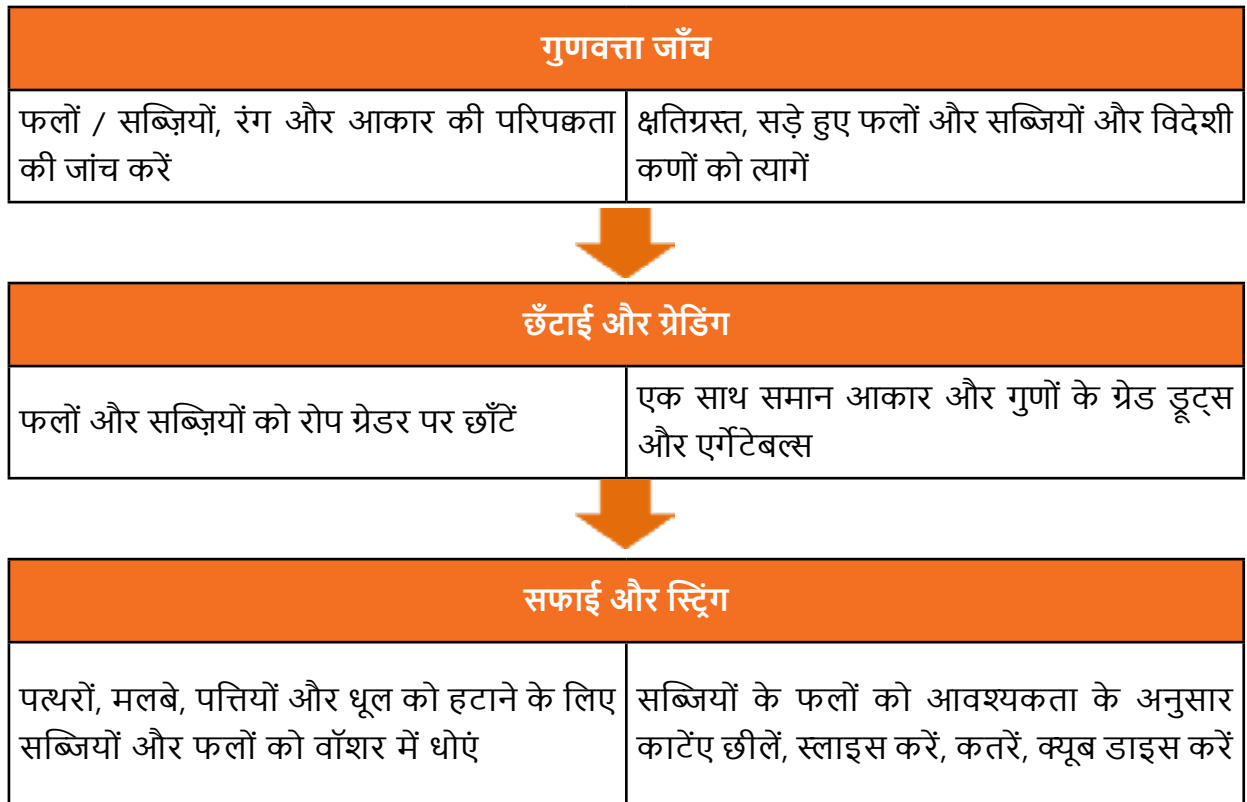 गुणवत्ता जाँच
फलों / सब्ज़ियों, रंग और आकार की परिपक्वता
की जांच करें
क्षतिग्रस्त, सड़े हुए फलों और सब्जियों और विदेशी
कणों को त्यागें
छँटाई और ग्रेडिंग
फलों और सब्ज़ियों को रोप ग्रेडर पर छाँटें
एक साथ समान आकार और गुणों के ग्रेड ड्रूट्स
और एर्गेटेबल्स
सफाई और स्ट्रिंग
पत्थरों, मलबे, पत्तियों और धूल को हटाने के लिए
सब्जियों और फलों को वॉशर में धोएं
सब्जियों के फलों को आवश्यकता के अनुसार
काटेंए छीलें, स्लाइस करें, कतरें, क्यूब डाइस करें